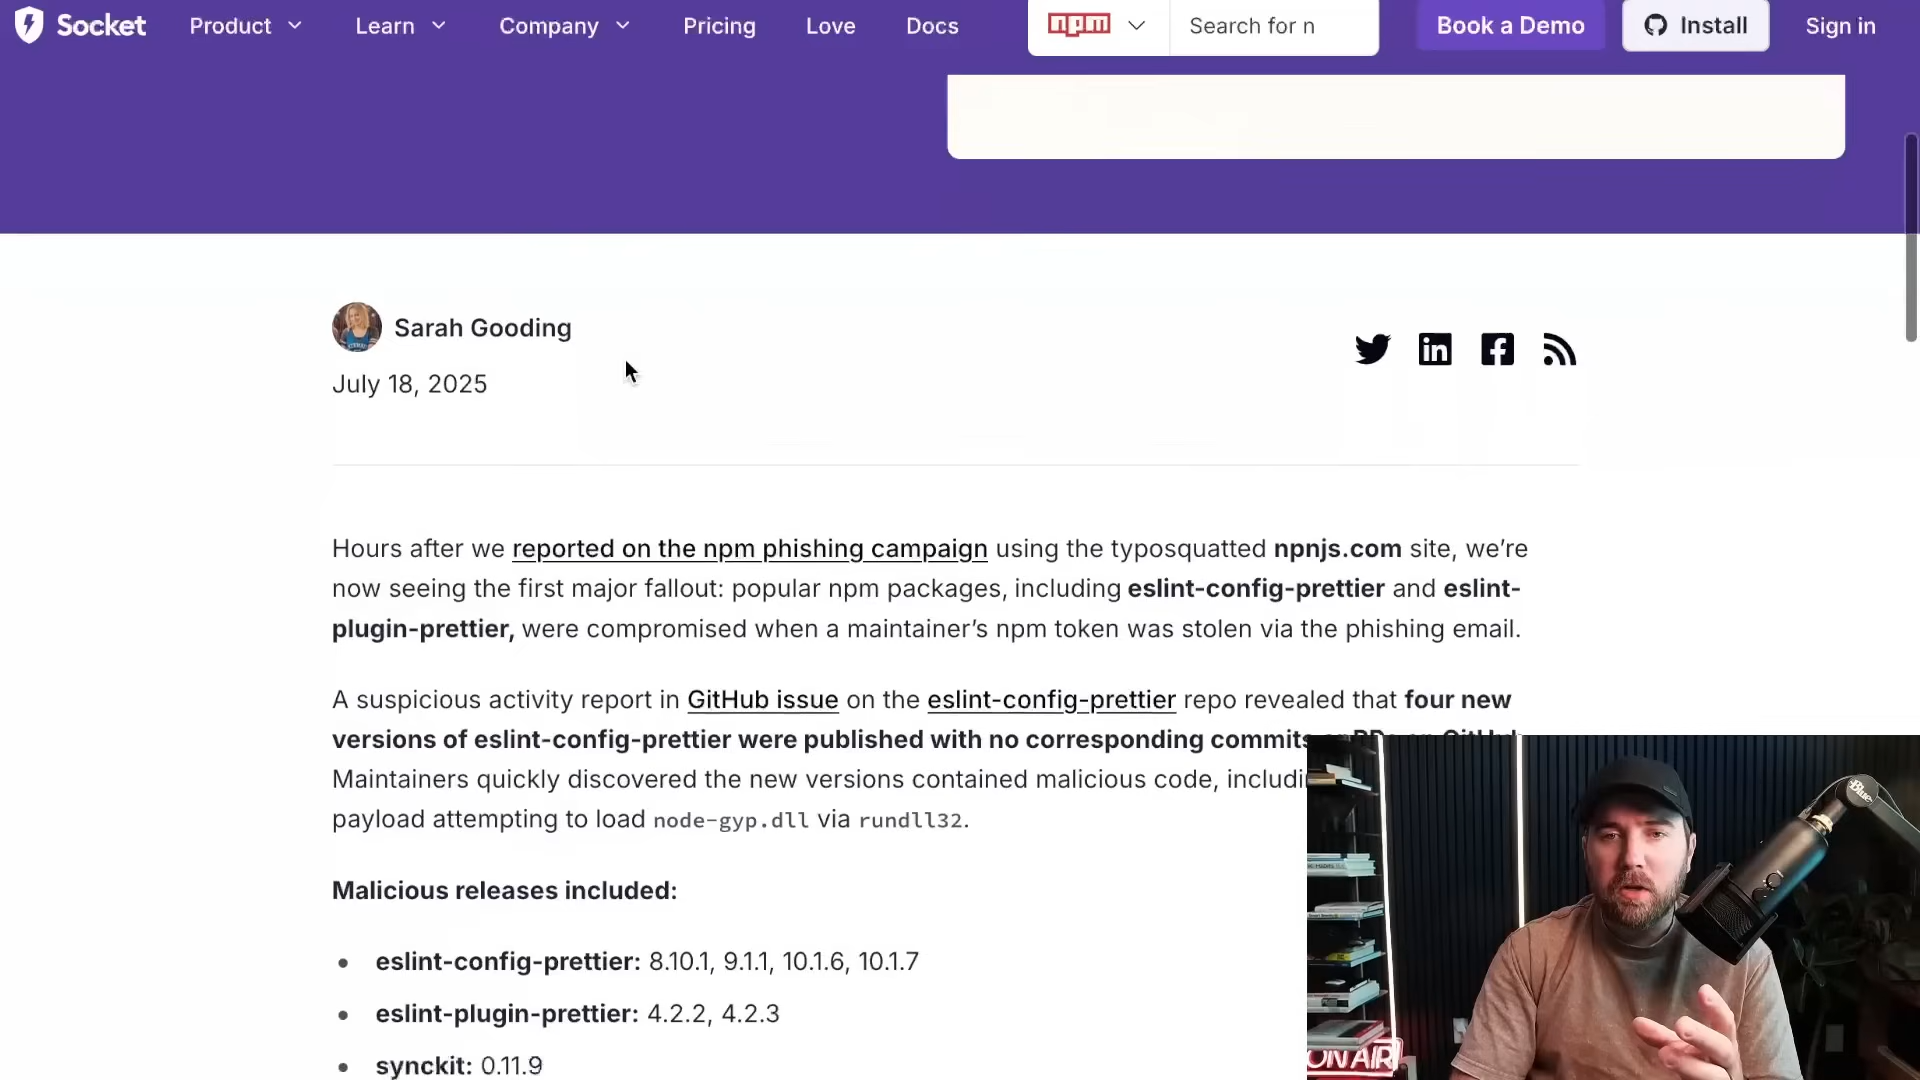 Socket Product Learn Company Pricing Love Docs npm Search for n Book a Demo Install Sign in
Sarah Gooding
July 18, 2025
Hours after we reported on the npm phishing campaign using the typosquatted npnjs.com site, we’re
now seeing the first major fallout: popular npm packages, including eslint-config-prettier and eslint-
plugin-prettier, were compromised when a maintainer’s npm token was stolen via the phishing email.
A suspicious activity report in GitHub issue on the eslint-config-prettier repo revealed that four new
versions of eslint-config-prettier were published with no corresponding commits or PRs on GitHub.
Maintainers quickly discovered the new versions contained malicious code, includi
payload attempting to load node-gyp.dll via rundll32.
Malicious releases included:
• eslint-config-prettier: 8.10.1, 9.1.1, 10.1.6, 10.1.7
• eslint-plugin-prettier: 4.2.2, 4.2.3
• synckit: 0.11.9
Blue
ON AIR